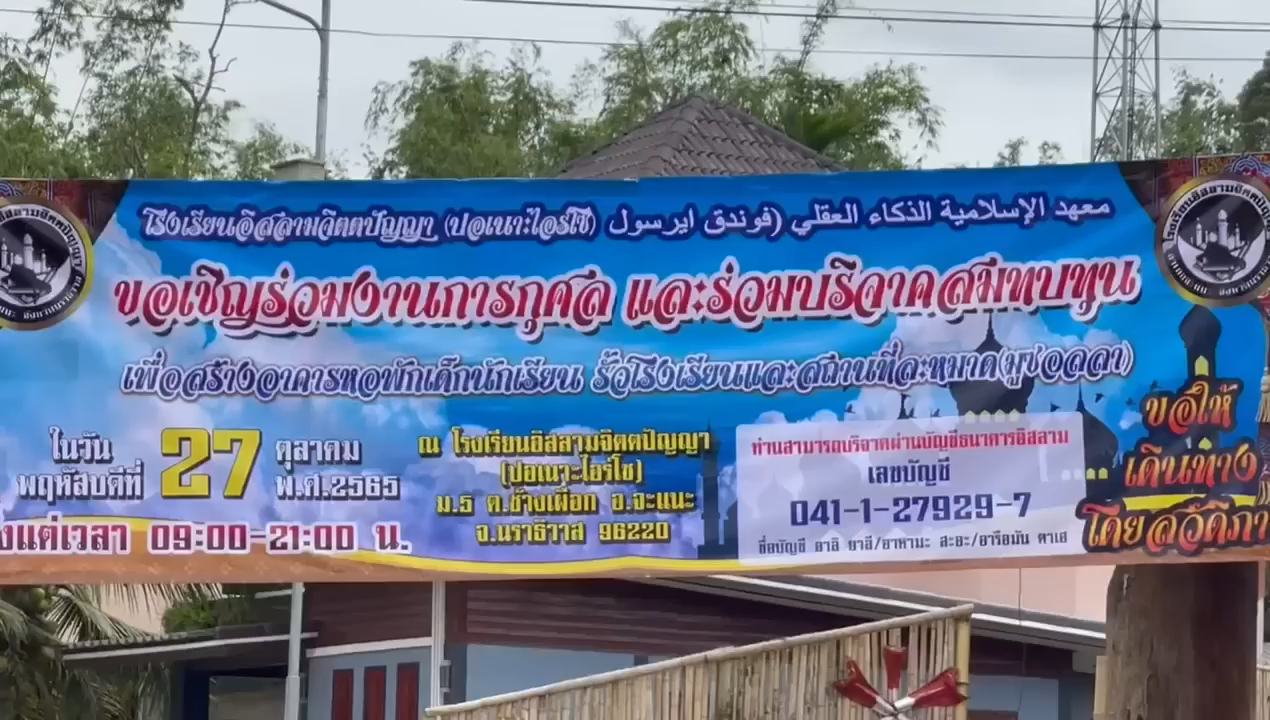 โรงเรียนอิสลามจิตตปัญญา (ปอเนาะไอร์โซ) معهد الإسلامية الذكاء العقلي (فوندق ايرسول
ขอเชิญร่วมงานการกุศล และร่วมบริจาคสมทบทุน
เพื่อสร้างอาคารหอพักเด็กนักเรียน รั้วโรงเรียนและสถานที่ละหมาด(มูซอลลา)
ในวันพฤหัสบดีที่ 27 ตุลาคม พ.ศ.2565
งแต่เวลา 09:00-21:00 น.
ณ โรงเรียนอิสลามจิตตปัญญา
(ปอเนาะไอร์โซ)
ม.5 ต.ช้างเผือก อ.จะแนะ
จ.นราธิวาส 96220
ท่านสามารถบริจาคผ่านบัญชีธนาคารอิสลาม
เลขบัญชี
041-1-27929-7
ชื่อบัญชี อาลิ ยาลี/อาหามะ สะอะ/อารือมัน ตาเฮ
ขอให้
เดินทาง
โดยสวัสดิภา